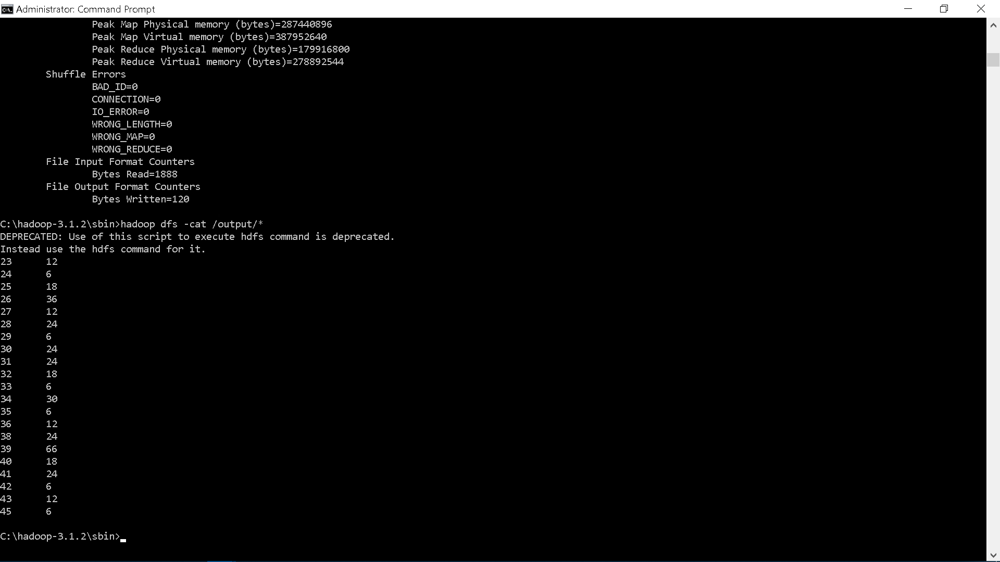 Administrator: Command Prompt
Peak Map Physical memory (bytes)=287440896
Peak Map Virtual memory (bytes)=387952640
Peak Reduce Physical memory (bytes)=179916800
Peak Reduce Virtual memory (bytes)=278892544
Shuffle Errors
BAD_ID=0
CONNECTION=0
IO_ERROR=0
WRONG_LENGTH=0
WRONG_MAP=0
WRONG_REDUCE=0
File Input Format Counters
Bytes Read=1888
File Output Format Counters
Bytes Written=120
C:\hadoop-3.1.2\sbin>hadoop dfs -cat /output/*
DEPRECATED: Use of this script to execute hdfs command is deprecated.
Instead use the hdfs command for it.
23 12
24 6
25 18
26 36
27 12
28 24
29 6
30 24
31 24
32 18
33 6
34 30
35 6
36 12
38 24
39 66
40 18
41 24
42 6
43 12
45 6
C:\hadoop-3.1.2\sbin>